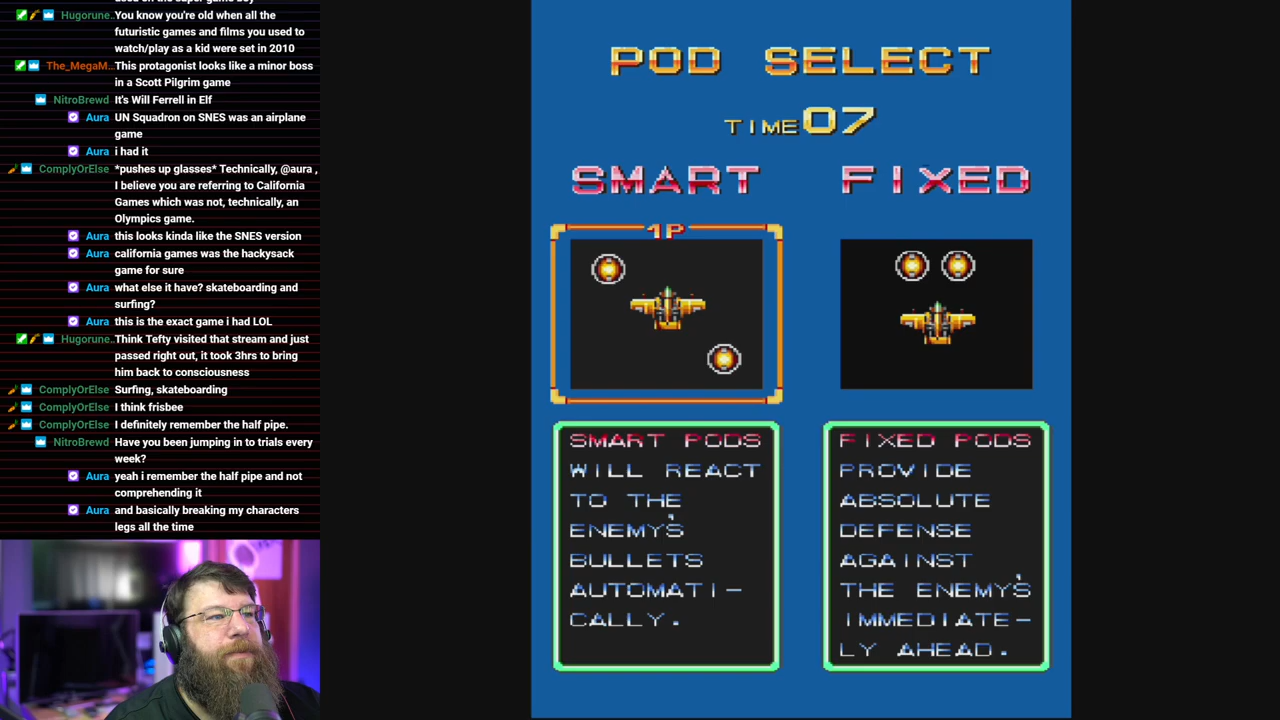 Hugorune.. You know you're old when all the
futuristic games and films you used to
watch/play as a kid were set in 2010
The_MegaM.. This protagonist looks like a minor boss
in a Scott Pilgrim game
NitroBrewd It's Will Ferrell in Elf
Aura UN Squadron on SNES was an airplane
game
Aura i had it
ComplyOrElse *pushes up glasses* Technically, @aura ,
I believe you are referring to California
Games which was not, technically, an
Olympics game.
Aura this looks kinda like the SNES version
Aura california games was the hackysack
game for sure
Aura what else it have? skateboarding and
surfing?
Aura this is the exact game i had LOL
Hugorune.. Think Tefty visited that stream and just
passed right out, it took 3hrs to bring
him back to consciousness
ComplyOrElse Surfing, skateboarding
ComplyOrElse I think frisbee
ComplyOrElse I definitely remember the half pipe.
NitroBrewd Have you been jumping in to trials every
week?
Aura yeah i remember the half pipe and not
comprehending it
Aura and basically breaking my characters
legs all the time
POD SELECT
TIME 07
SMART
1P
SMART PODS
WILL REACT
TO THE
ENEMY'S
BULLETS
AUTOMATI-
CALLY.
FIXED
FIXED PODS
PROVIDE
ABSOLUTE
DEFENSE
AGAINST
THE ENEMY'S
IMMEDIATE-
LY AHEAD.